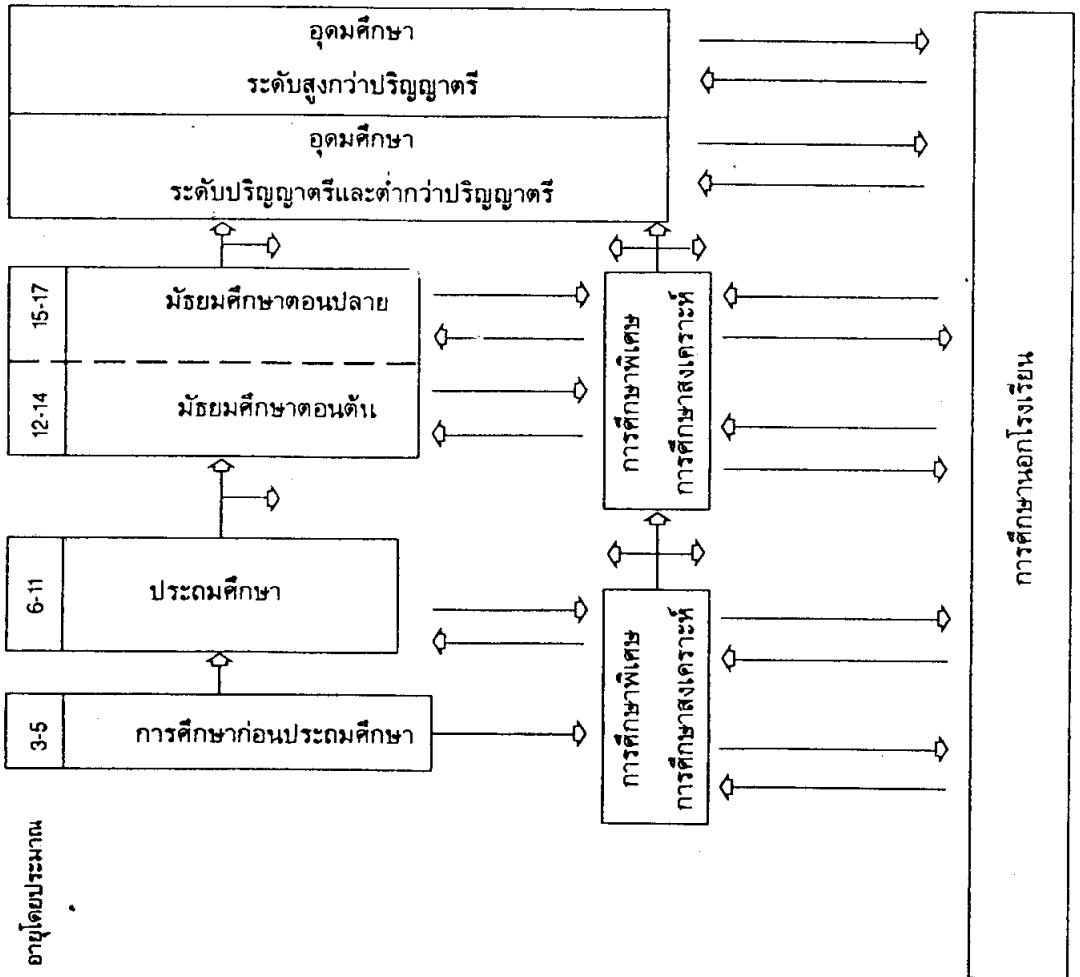 อุดมศึกษา
ระดับสูงกว่าปริญญาตรี
อุดมศึกษา
ระดับปริญญาตรีและต่ำกว่าปริญญาตรี
15-17
มัธยมศึกษาตอนปลาย
12-14
มัธยมศึกษาตอนต้น
การศึกษาพิเศษ
การศึกษาสงเคราะห์
6-11
ประถมศึกษา
3-5
การศึกษาก่อนประถมศึกษา
การศึกษาพิเศษ
การศึกษาสงเคราะห์
การศึกษานอกโรงเรียน
อายุโดยประมาณ